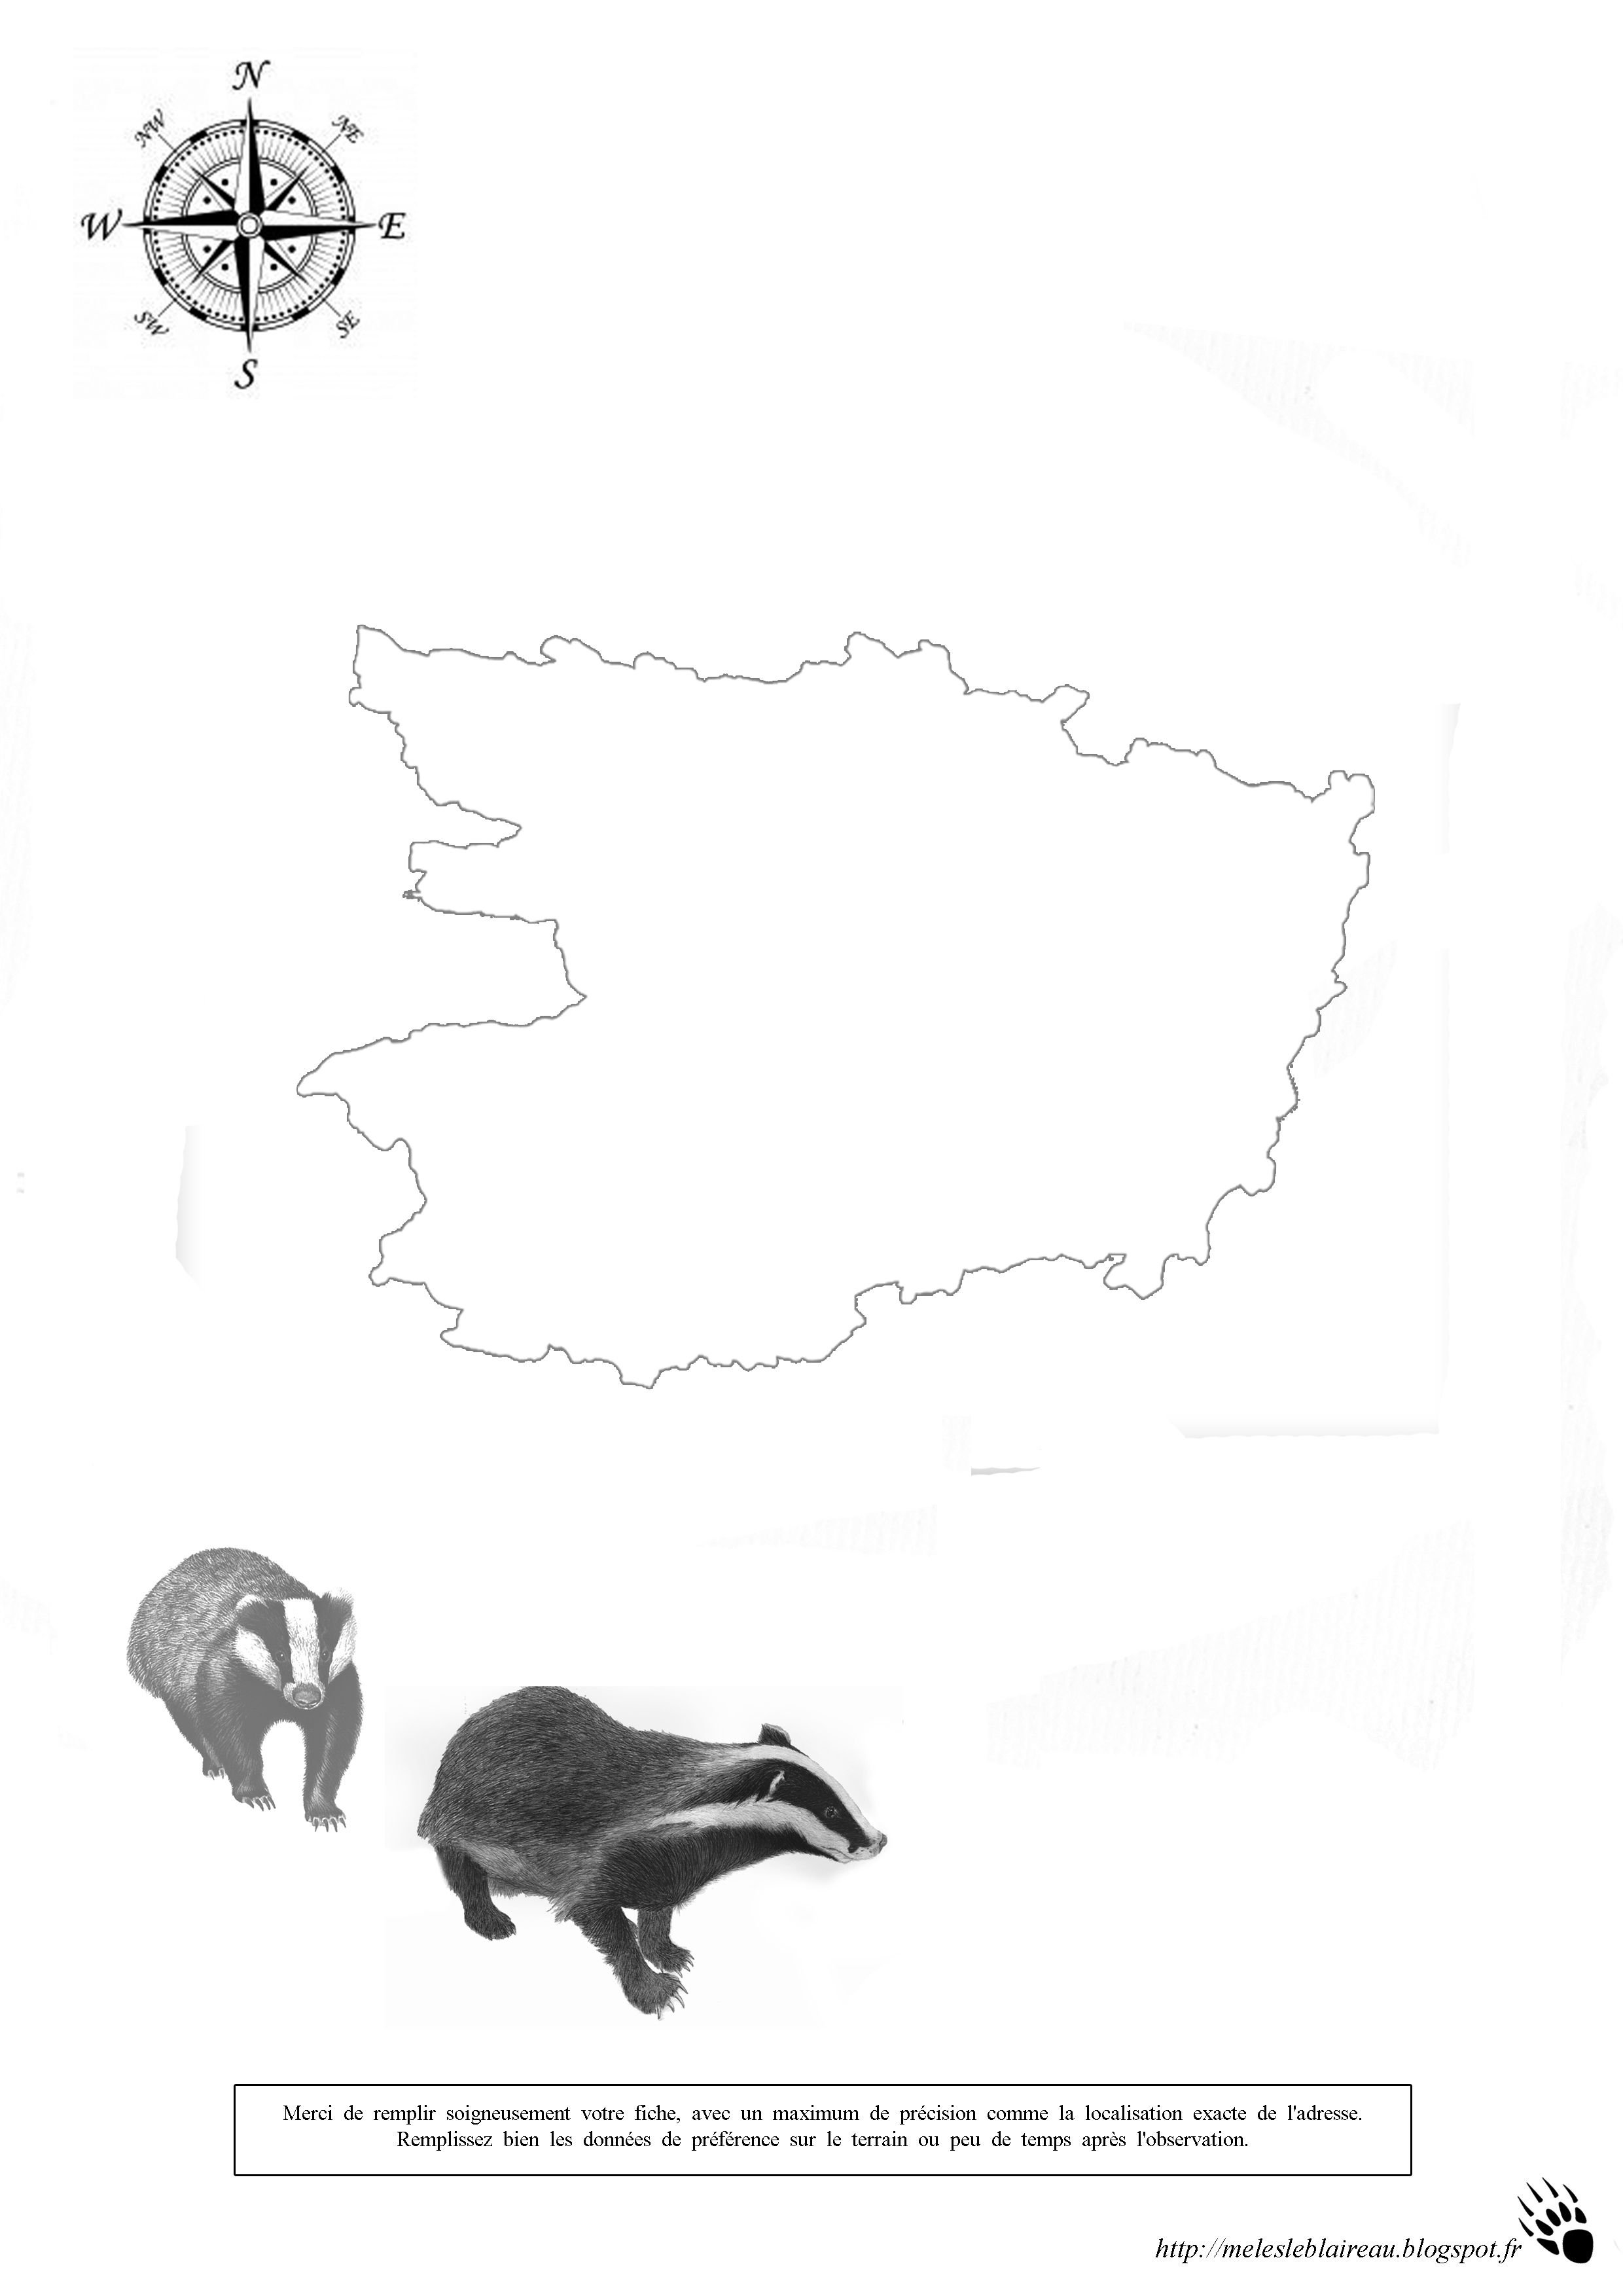 N
NW
NE
W
E
SW
SE
S
Merci de remplir soigneusement votre fiche, avec un maximum de précision comme la localisation exacte de l'adresse.
Remplissez bien les données de préférence sur le terrain ou peu de temps après l'observation.
http://melesleblaireau.blogspot.fr